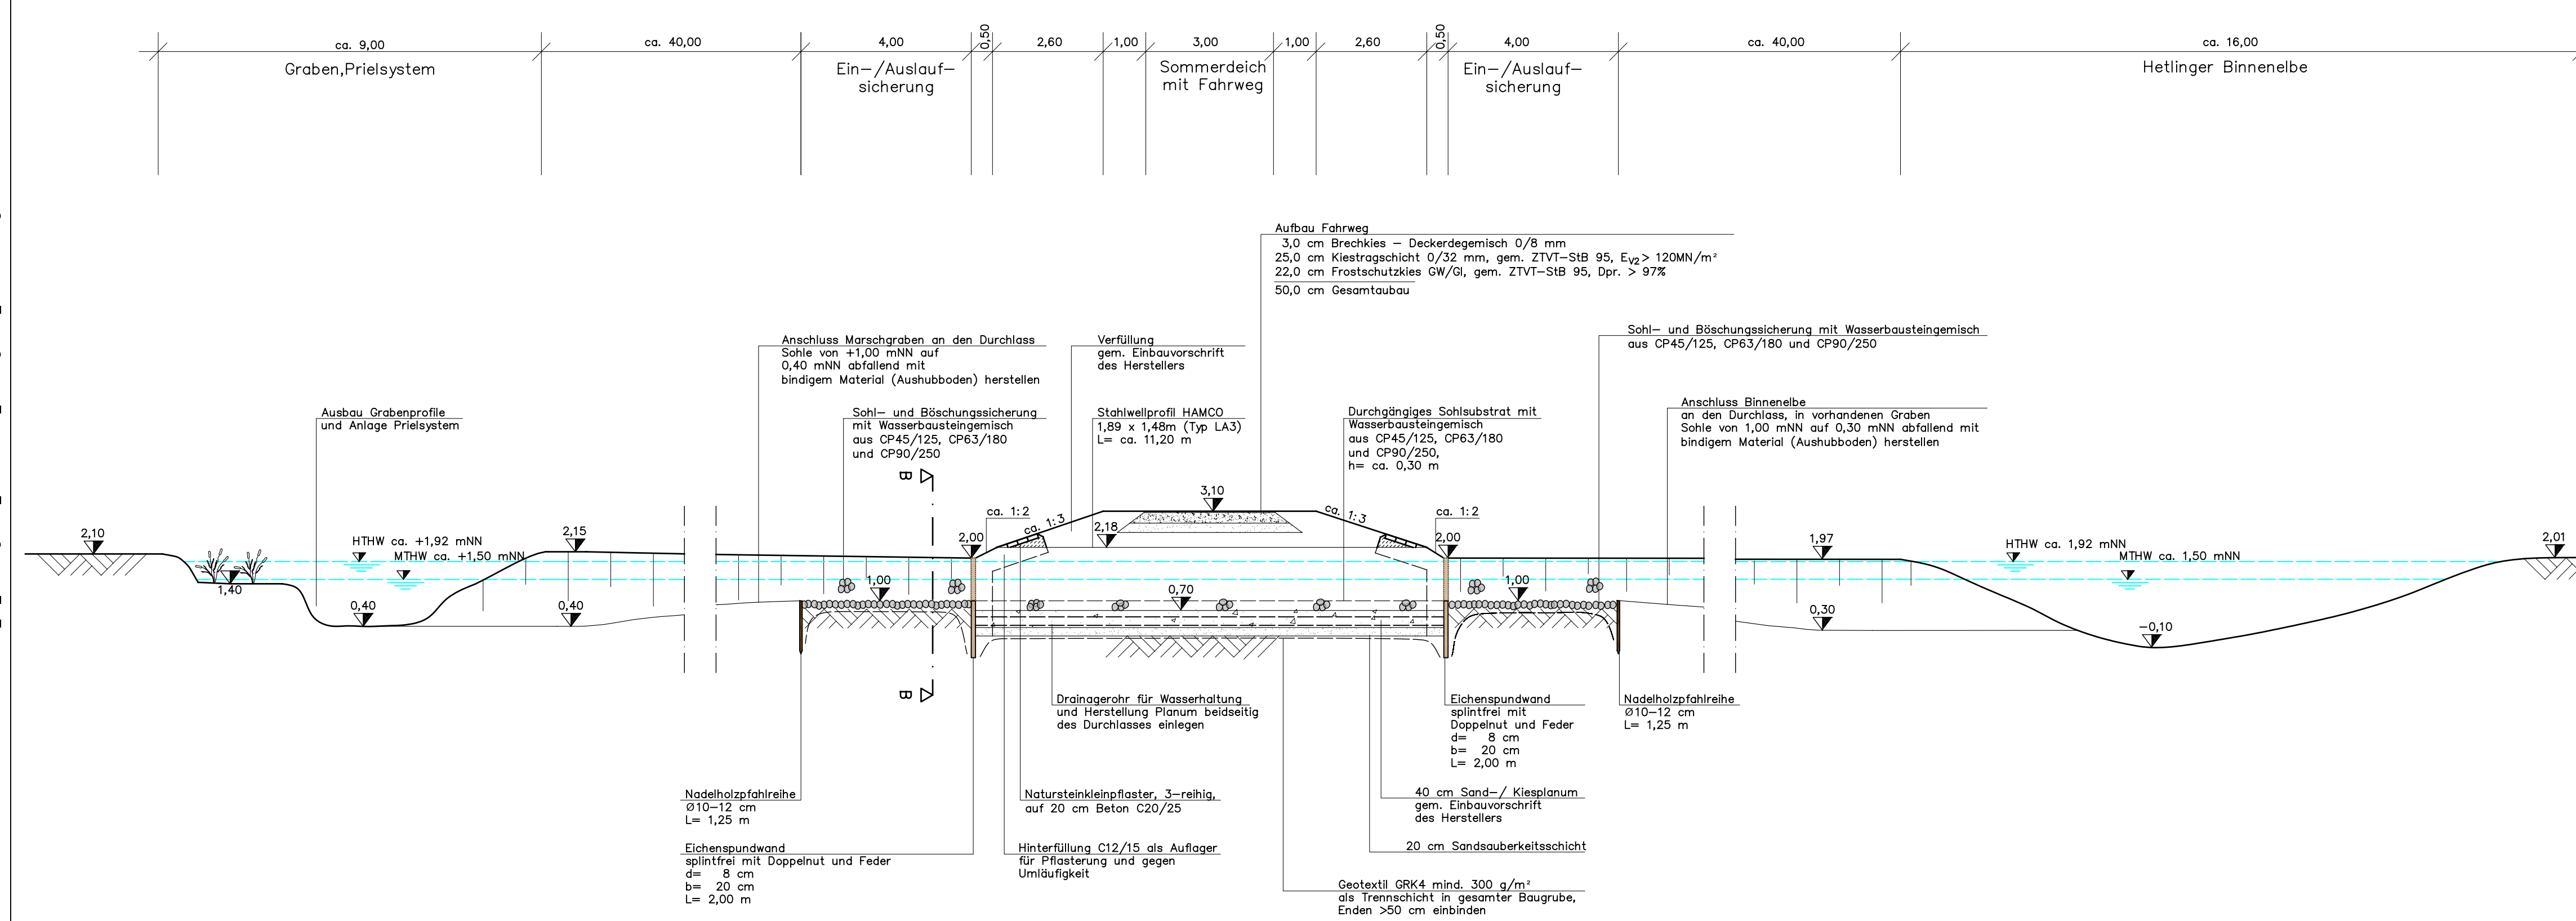 ca. 9,00
ca. 40,00
4,00
0,50
2,60
1,00
3,00
1,00
2,60
0,50
4,00
ca. 40,00
ca. 16,00
Graben,Prielsystem
Ein-/Auslauf-
sicherung
Sommerdeich
mit Fahrweg
Ein-/Auslauf-
sicherung
Hetlinger Binnenelbe
Aufbau Fahrweg
3,0 cm Brechkies - Deckerdegemisch 0/8 mm
25,0 cm Kiestragschicht 0/32 mm, gem. ZTVT-StB 95, EV2> 120MN/m²
22,0 cm Frostschutzkies GW/GI, gem. ZTVT-StB 95, Dpr. > 97%
50,0 cm Gesamtaubau
Anschluss Marschgraben an den Durchlass
Sohle von +1,00 mNN auf
0,40 mNN abfallend mit
bindigem Material (Aushubboden) herstellen
Verfüllung
gem. Einbauvorschrift
des Herstellers
Sohl- und Böschungssicherung mit Wasserbausteingemisch
aus CP45/125, CP63/180 und CP90/250
Ausbau Grabenprofile
und Anlage Prielsystem
Sohl- und Böschungssicherung
mit Wasserbausteingemisch
aus CP45/125, CP63/180
und CP90/250
Stahlwellprofil HAMCO
1,89 x 1,48m (Typ LA3)
L= ca. 11,20 m
Durchgängiges Sohlsubstrat mit
Wasserbausteingemisch
aus CP45/125, CP63/180
und CP90/250,
h= ca. 0,30 m
Anschluss Binnenelbe
an den Durchlass, in vorhandenen Graben
Sohle von 1,00 mNN auf 0,30 mNN abfallend mit
bindigem Material (Aushubboden) herstellen
B
2,10
HTHW ca. +1,92 mNN
MTHW ca. +1,50 mNN
2,15
2,00
ca. 1:2
ca. 1:3
2,18
3,10
ca. 1:3
ca. 1:2
2,00
1,97
HTHW ca. 1,92 mNN
MTHW ca. 1,50 mNN
2,01
1,40
0,40
0,40
1,00
0,70
1,00
0,30
-0,10
B
Drainagerohr für Wasserhaltung
und Herstellung Planum beidseitig
des Durchlasses einlegen
Eichenspundwand
splintfrei mit
Doppelnut und Feder
d= 8 cm
b= 20 cm
L= 2,00 m
Nadelholzpfahlreihe
Ø10-12 cm
L= 1,25 m
Nadelholzpfahlreihe
Ø10-12 cm
L= 1,25 m
Natursteinkleinpflaster, 3-reihig,
auf 20 cm Beton C20/25
40 cm Sand-/ Kiesplanum
gem. Einbauvorschrift
des Herstellers
Eichenspundwand
splintfrei mit Doppelnut und Feder
d= 8 cm
b= 20 cm
L= 2,00 m
Hinterfüllung C12/15 als Auflager
für Pflasterung und gegen
Umläufigkeit
20 cm Sandsauberkeitsschicht
Geotextil GRK4 mind. 300 g/m²
als Trennschicht in gesamter Baugrube,
Enden >50 cm einbinden